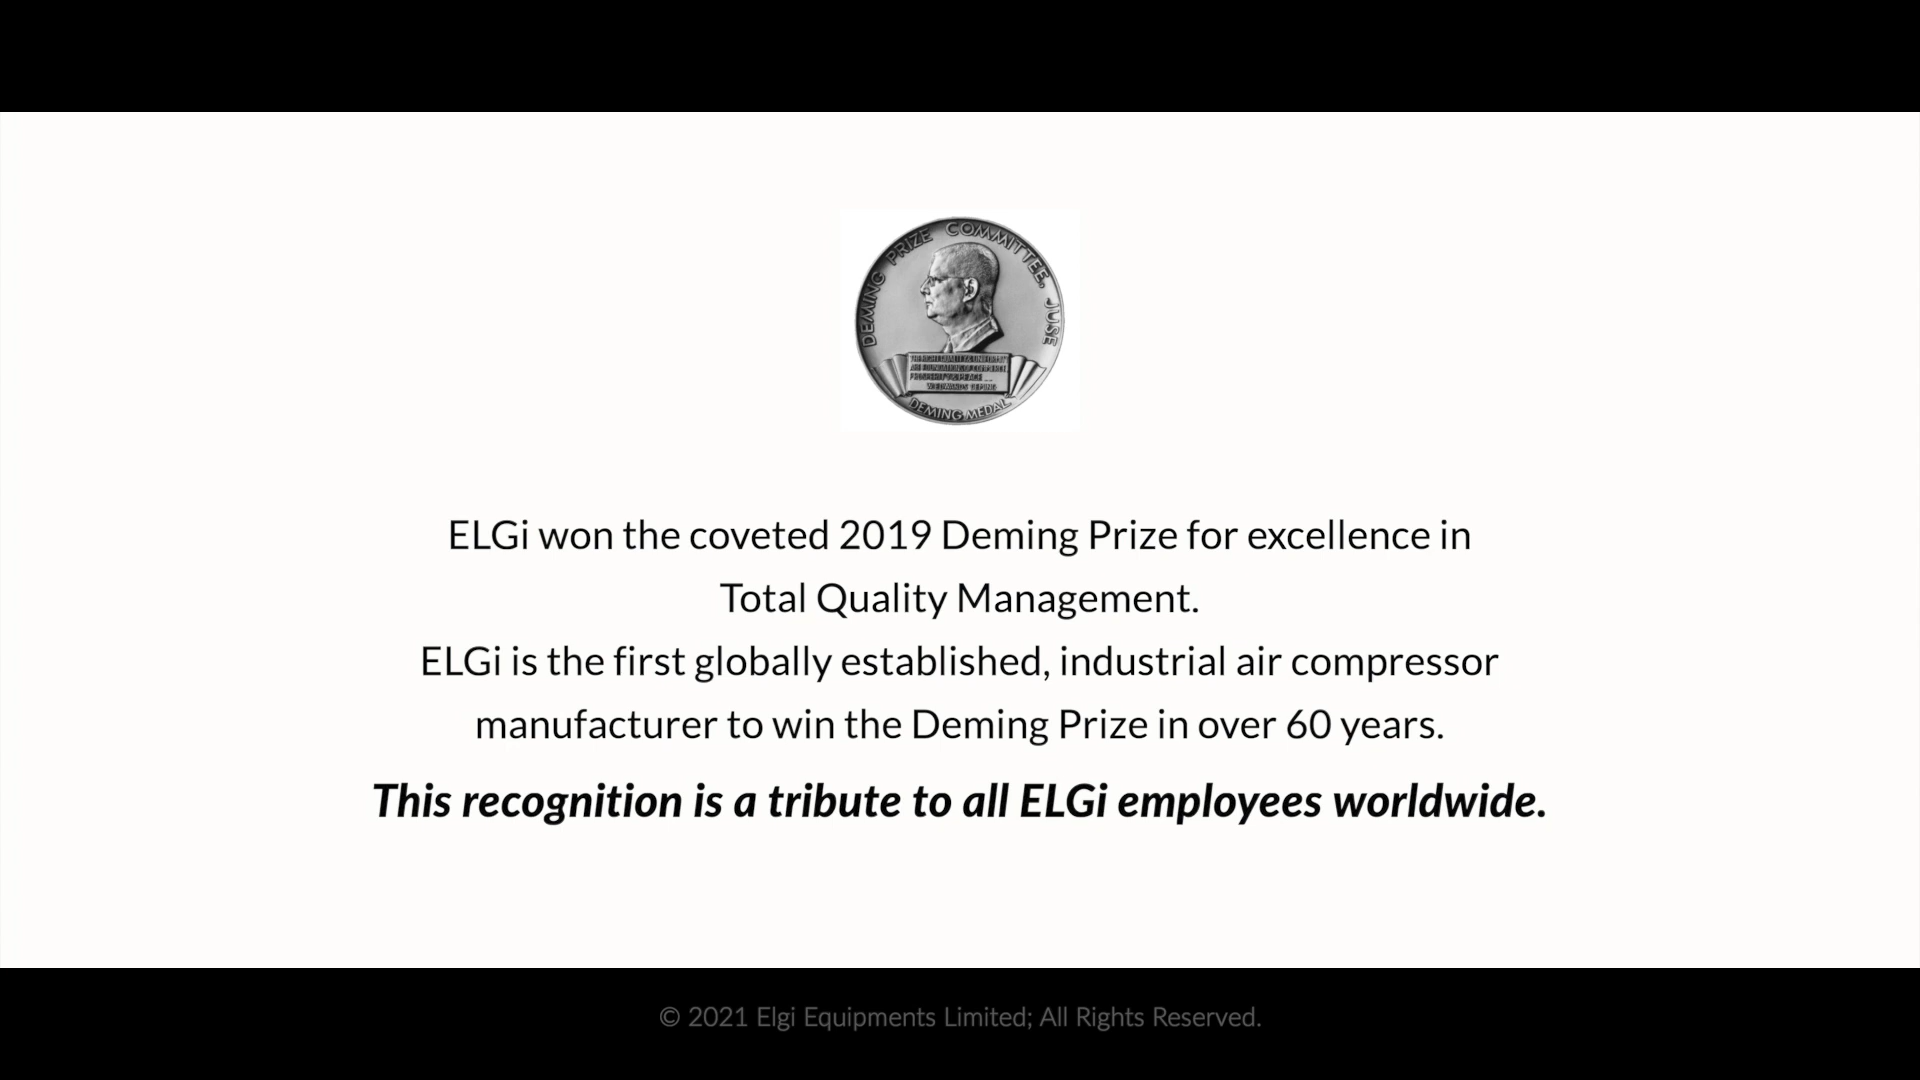 DEMING PRIZE COMMITTEE, JUSE
DEMING MEDAL
ELGi won the coveted 2019 Deming Prize for excellence in
Total Quality Management.
ELGi is the first globally established, industrial air compressor
manufacturer to win the Deming Prize in over 60 years.
This recognition is a tribute to all ELGi employees worldwide.
© 2021 Elgi Equipments Limited; All Rights Reserved.